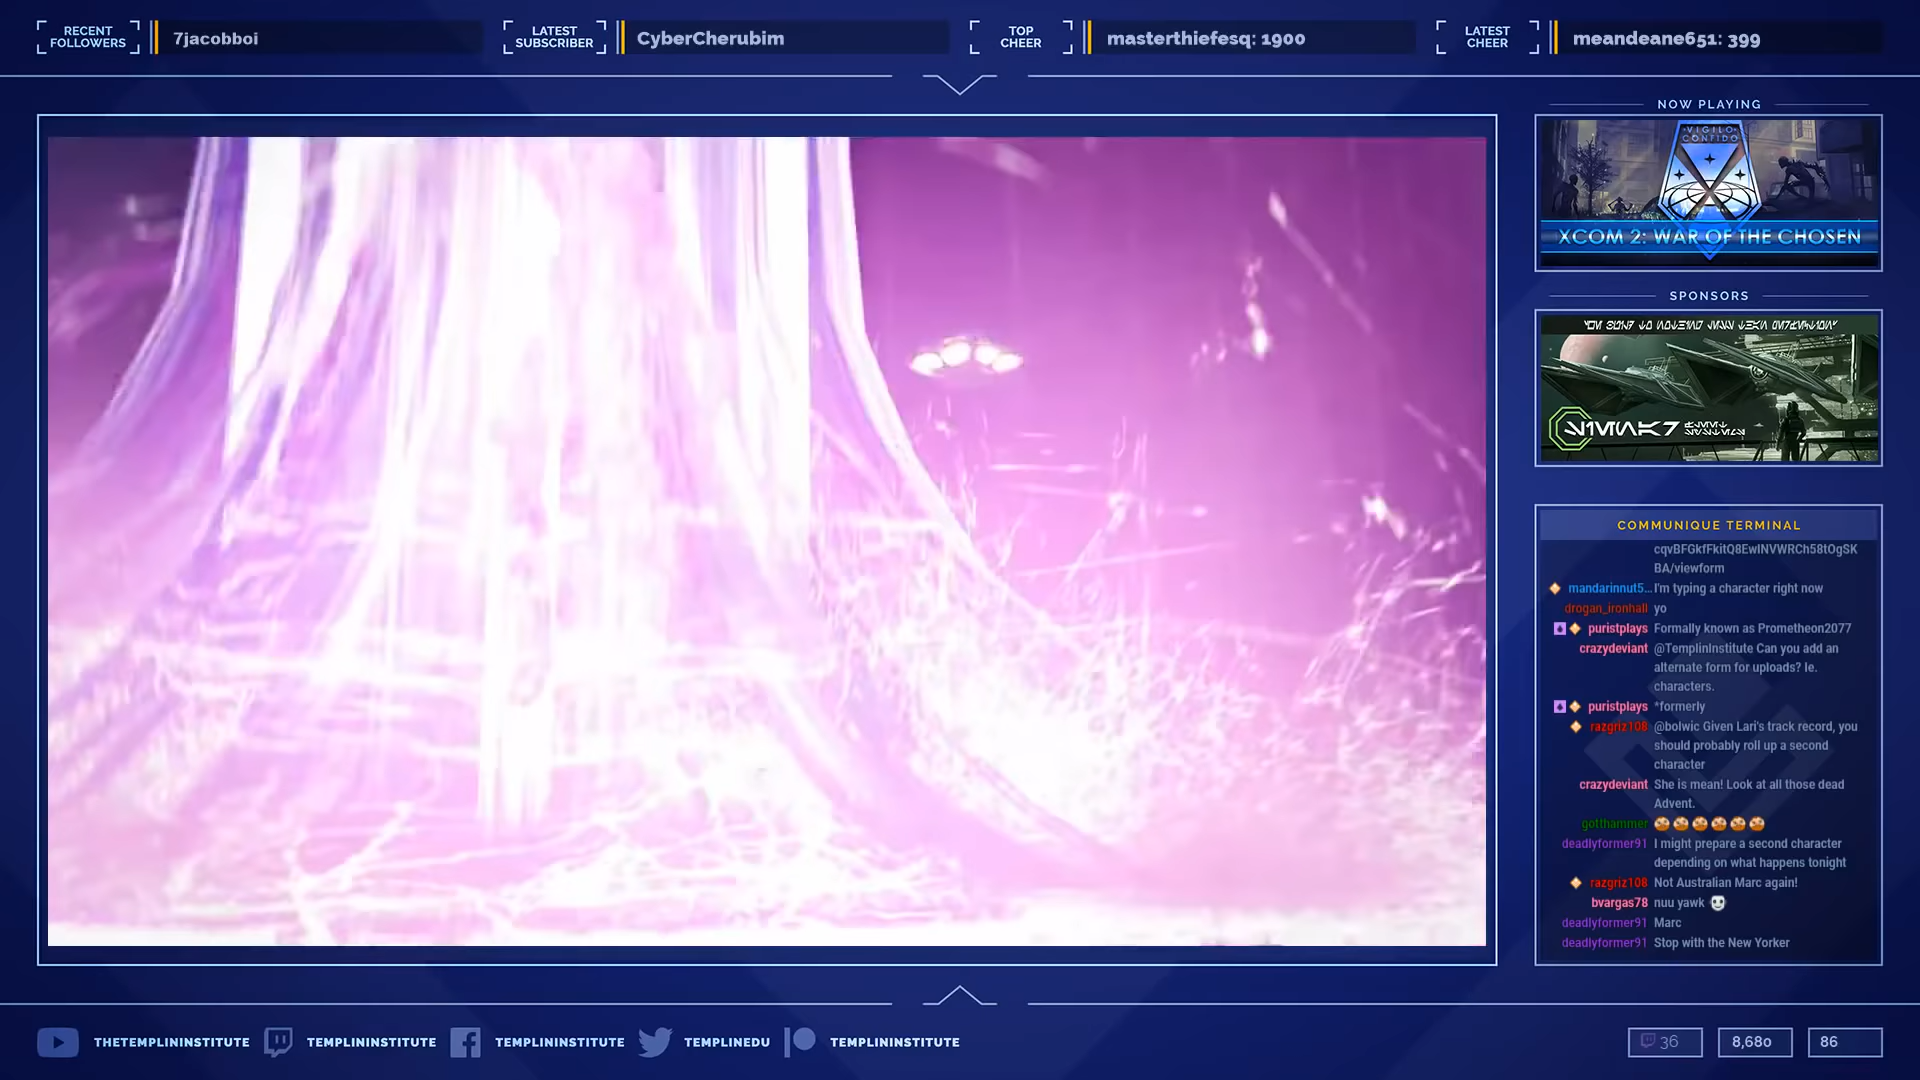 RECENT
FOLLOWERS
7jacobboi
LATEST
SUBSCRIBER
CyberCherubim
TOP
CHEER
masterthiefesq: 1900
LATEST
CHEER
meandeane651: 399
NOW PLAYING
VIGILO
CONFIDO
XCOM 2: WAR OF THE CHOSEN
SPONSORS
COMMUNIQUE TERMINAL
cqvBFGkfFkitQ8EwINVWRCh58tOgSK
BA/viewform
mandarinnut5... I'm typing a character right now
drogan_ironhall yo
puristplays Formally known as Prometheon2077
crazydeviant @TemplinInstitute Can you add an
alternate form for uploads? Ie.
characters.
puristplays *formerly
razgriz108 @bolwic Given Lari's track record, you
should probably roll up a second
character
crazydeviant She is mean! Look at all those dead
Advent.
gotthammer
deadlyformer91 I might prepare a second character
depending on what happens tonight
razgriz108 Not Australian Marc again!
bvargas78 nuu yawk
deadlyformer91 Marc
deadlyformer91 Stop with the New Yorker
THETEMPLININSTITUTE
TEMPLININSTITUTE
TEMPLININSTITUTE
TEMPLINEDU
TEMPLININSTITUTE
36
8,680
86